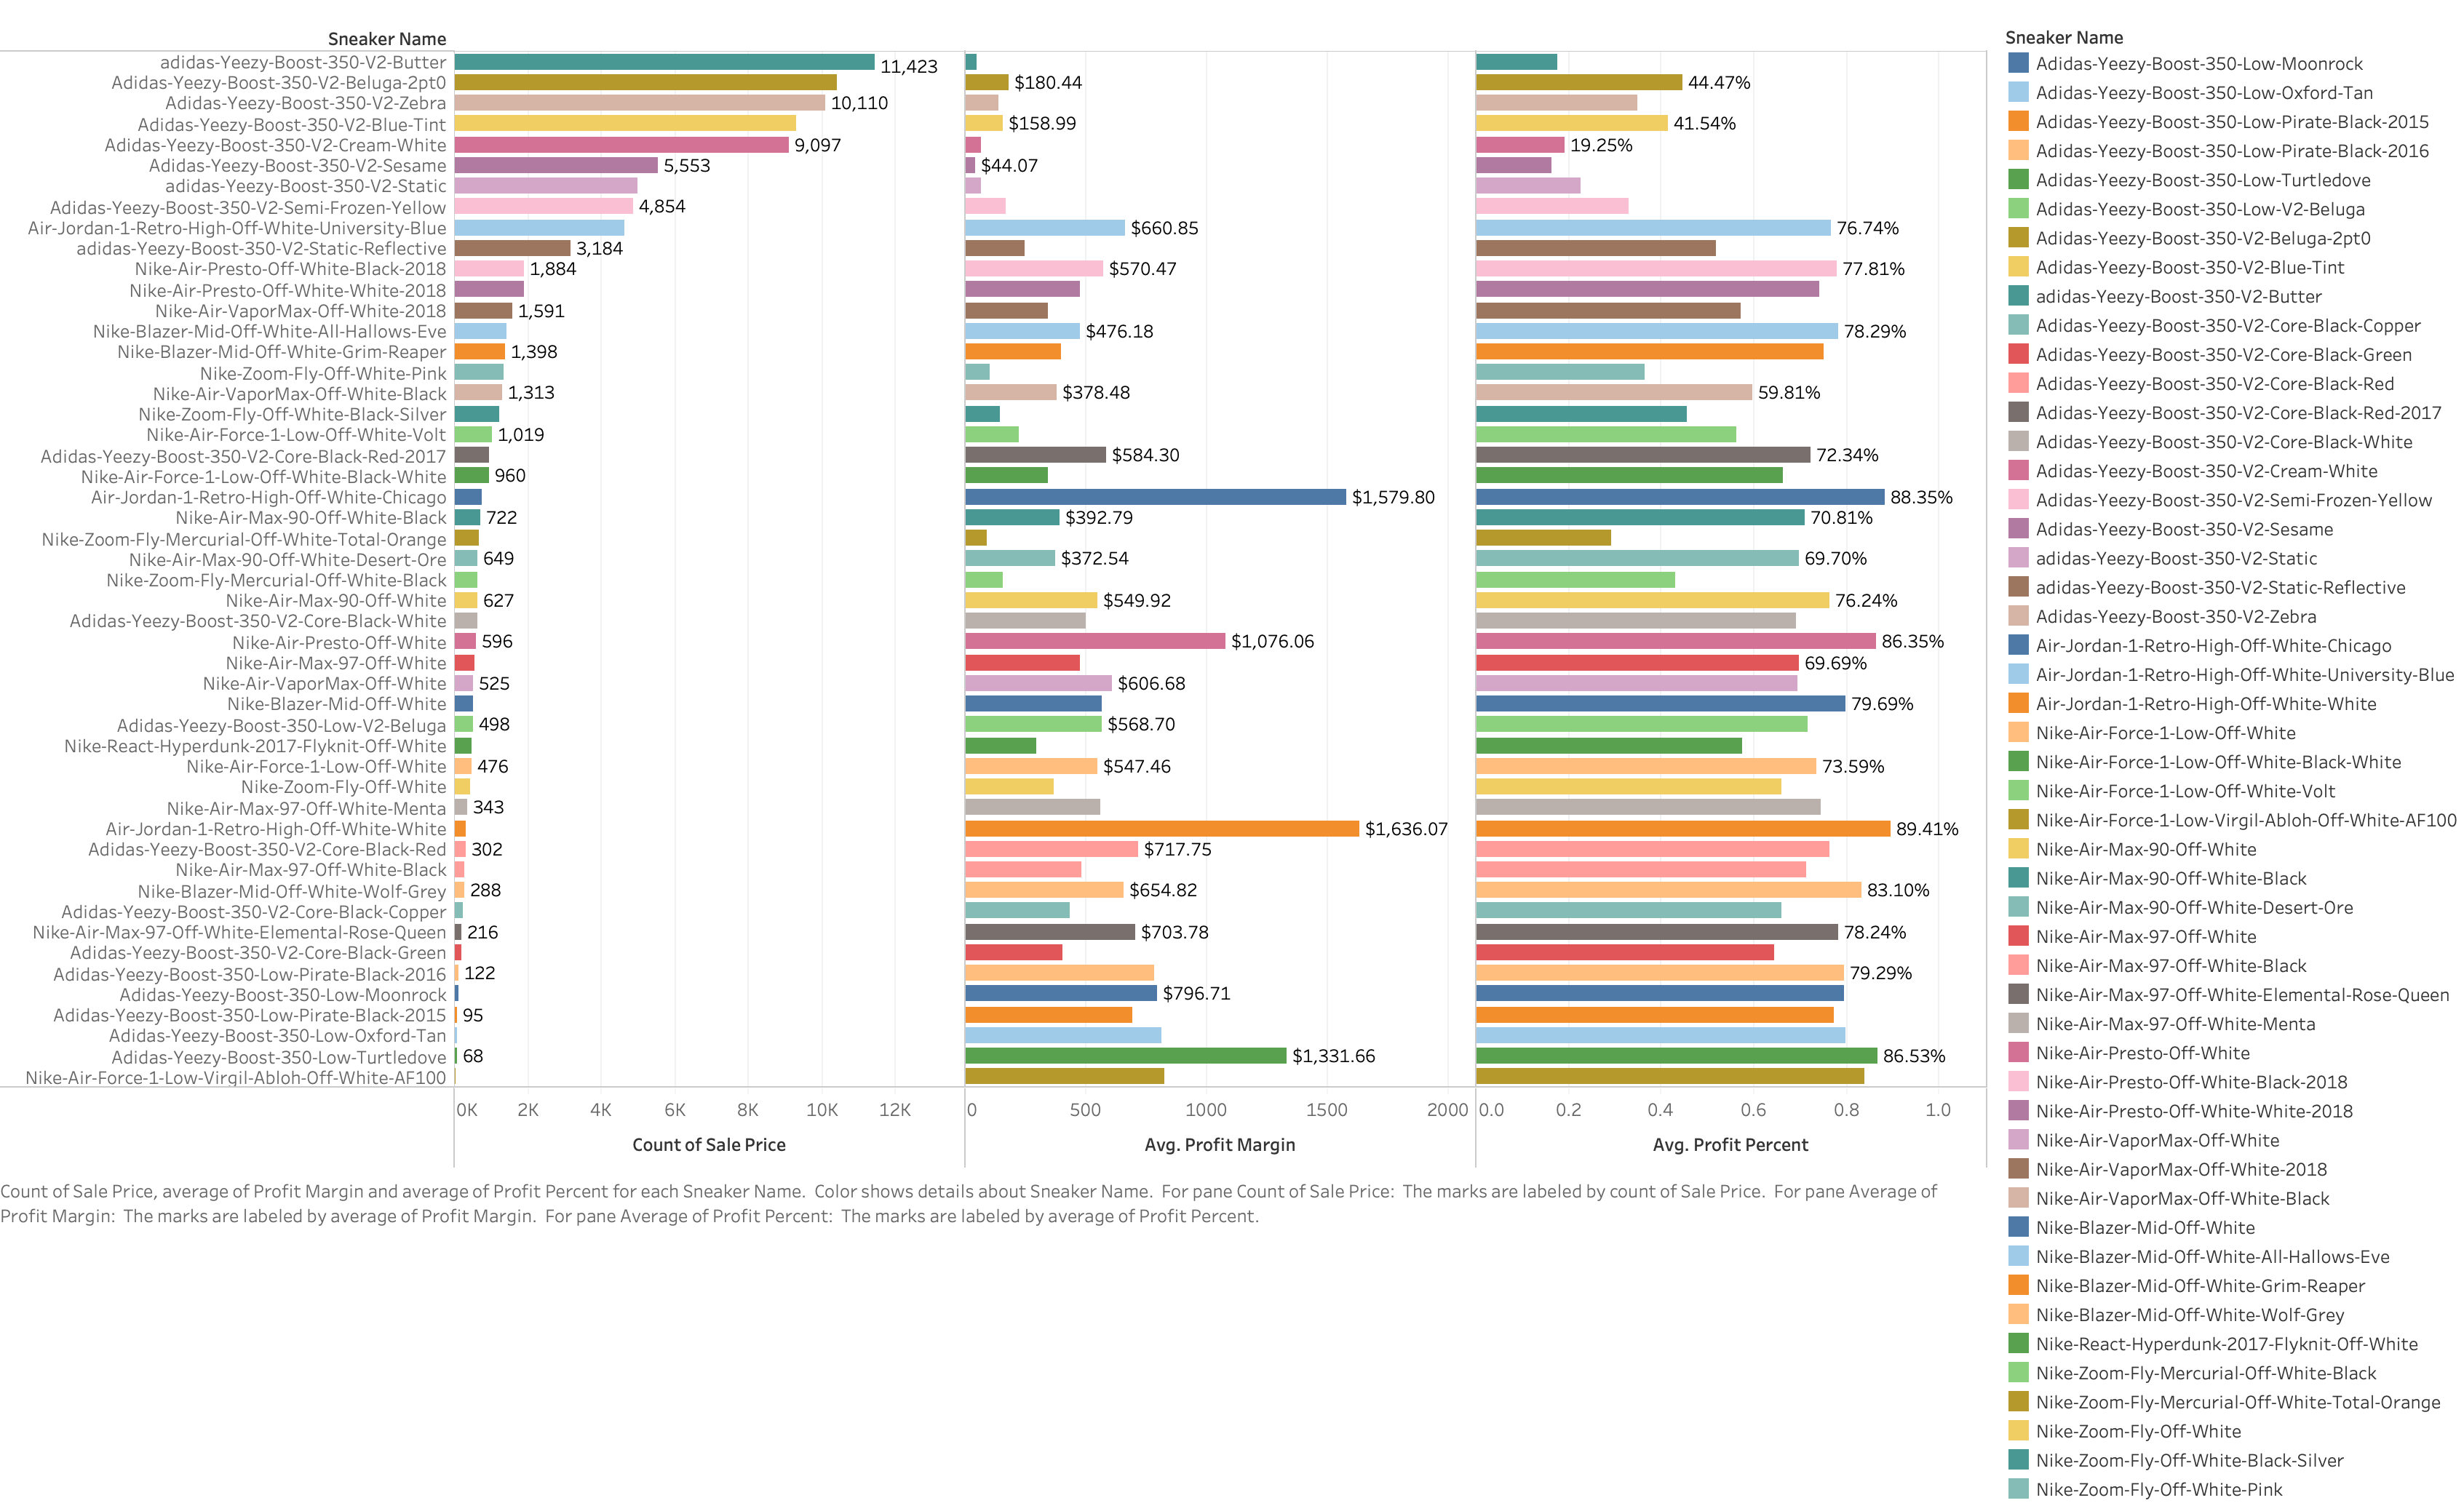 Sneaker Name
adidas-Yeezy-Boost-350-V2-Butter 11,423
Adidas-Yeezy-Boost-350-V2-Beluga-2pt0 $180.44 44.47%
Adidas-Yeezy-Boost-350-V2-Zebra 10,110
Adidas-Yeezy-Boost-350-V2-Blue-Tint $158.99 41.54%
Adidas-Yeezy-Boost-350-V2-Cream-White 9,097 19.25%
Adidas-Yeezy-Boost-350-V2-Sesame 5,553 $44.07
adidas-Yeezy-Boost-350-V2-Static
Adidas-Yeezy-Boost-350-V2-Semi-Frozen-Yellow 4,854
Air-Jordan-1-Retro-High-Off-White-University-Blue $660.85 76.74%
adidas-Yeezy-Boost-350-V2-Static-Reflective 3,184
Nike-Air-Presto-Off-White-Black-2018 1,884 $570.47 77.81%
Nike-Air-Presto-Off-White-White-2018
Nike-Air-VaporMax-Off-White-2018 1,591
Nike-Blazer-Mid-Off-White-All-Hallows-Eve $476.18 78.29%
Nike-Blazer-Mid-Off-White-Grim-Reaper 1,398
Nike-Zoom-Fly-Off-White-Pink
Nike-Air-VaporMax-Off-White-Black 1,313 $378.48 59.81%
Nike-Zoom-Fly-Off-White-Black-Silver
Nike-Air-Force-1-Low-Off-White-Volt 1,019
Adidas-Yeezy-Boost-350-V2-Core-Black-Red-2017 $584.30 72.34%
Nike-Air-Force-1-Low-Off-White-Black-White 960
Air-Jordan-1-Retro-High-Off-White-Chicago $1,579.80 88.35%
Nike-Air-Max-90-Off-White-Black 722 $392.79 70.81%
Nike-Zoom-Fly-Mercurial-Off-White-Total-Orange
Nike-Air-Max-90-Off-White-Desert-Ore 649 $372.54 69.70%
Nike-Zoom-Fly-Mercurial-Off-White-Black
Nike-Air-Max-90-Off-White 627 $549.92 76.24%
Adidas-Yeezy-Boost-350-V2-Core-Black-White
Nike-Air-Presto-Off-White 596 $1,076.06 86.35%
Nike-Air-Max-97-Off-White 69.69%
Nike-Air-VaporMax-Off-White 525 $606.68
Nike-Blazer-Mid-Off-White 79.69%
Adidas-Yeezy-Boost-350-Low-V2-Beluga 498 $568.70
Nike-React-Hyperdunk-2017-Flyknit-Off-White
Nike-Air-Force-1-Low-Off-White 476 $547.46 73.59%
Nike-Zoom-Fly-Off-White
Nike-Air-Max-97-Off-White-Menta 343
Air-Jordan-1-Retro-High-Off-White-White $1,636.07 89.41%
Adidas-Yeezy-Boost-350-V2-Core-Black-Red 302 $717.75
Nike-Air-Max-97-Off-White-Black
Nike-Blazer-Mid-Off-White-Wolf-Grey 288 $654.82 83.10%
Adidas-Yeezy-Boost-350-V2-Core-Black-Copper
Nike-Air-Max-97-Off-White-Elemental-Rose-Queen 216 $703.78 78.24%
Adidas-Yeezy-Boost-350-V2-Core-Black-Green
Adidas-Yeezy-Boost-350-Low-Pirate-Black-2016 122 79.29%
Adidas-Yeezy-Boost-350-Low-Moonrock $796.71
Adidas-Yeezy-Boost-350-Low-Pirate-Black-2015 95
Adidas-Yeezy-Boost-350-Low-Oxford-Tan
Adidas-Yeezy-Boost-350-Low-Turtledove 68 $1,331.66 86.53%
Nike-Air-Force-1-Low-Virgil-Abloh-Off-White-AF100
0K 2K 4K 6K 8K 10K 12K 0 500 1000 1500 2000 0.0 0.2 0.4 0.6 0.8 1.0
Count of Sale Price Avg. Profit Margin Avg. Profit Percent
Count of Sale Price, average of Profit Margin and average of Profit Percent for each Sneaker Name. Color shows details about Sneaker Name. For pane Count of Sale Price: The marks are labeled by count of Sale Price. For pane Average of
Profit Margin: The marks are labeled by average of Profit Margin. For pane Average of Profit Percent: The marks are labeled by average of Profit Percent.
Sneaker Name
Adidas-Yeezy-Boost-350-Low-Moonrock
Adidas-Yeezy-Boost-350-Low-Oxford-Tan
Adidas-Yeezy-Boost-350-Low-Pirate-Black-2015
Adidas-Yeezy-Boost-350-Low-Pirate-Black-2016
Adidas-Yeezy-Boost-350-Low-Turtledove
Adidas-Yeezy-Boost-350-Low-V2-Beluga
Adidas-Yeezy-Boost-350-V2-Beluga-2pt0
Adidas-Yeezy-Boost-350-V2-Blue-Tint
adidas-Yeezy-Boost-350-V2-Butter
Adidas-Yeezy-Boost-350-V2-Core-Black-Copper
Adidas-Yeezy-Boost-350-V2-Core-Black-Green
Adidas-Yeezy-Boost-350-V2-Core-Black-Red
Adidas-Yeezy-Boost-350-V2-Core-Black-Red-2017
Adidas-Yeezy-Boost-350-V2-Core-Black-White
Adidas-Yeezy-Boost-350-V2-Cream-White
Adidas-Yeezy-Boost-350-V2-Semi-Frozen-Yellow
Adidas-Yeezy-Boost-350-V2-Sesame
adidas-Yeezy-Boost-350-V2-Static
adidas-Yeezy-Boost-350-V2-Static-Reflective
Adidas-Yeezy-Boost-350-V2-Zebra
Air-Jordan-1-Retro-High-Off-White-Chicago
Air-Jordan-1-Retro-High-Off-White-University-Blue
Air-Jordan-1-Retro-High-Off-White-White
Nike-Air-Force-1-Low-Off-White
Nike-Air-Force-1-Low-Off-White-Black-White
Nike-Air-Force-1-Low-Off-White-Volt
Nike-Air-Force-1-Low-Virgil-Abloh-Off-White-AF100
Nike-Air-Max-90-Off-White
Nike-Air-Max-90-Off-White-Black
Nike-Air-Max-90-Off-White-Desert-Ore
Nike-Air-Max-97-Off-White
Nike-Air-Max-97-Off-White-Black
Nike-Air-Max-97-Off-White-Elemental-Rose-Queen
Nike-Air-Max-97-Off-White-Menta
Nike-Air-Presto-Off-White
Nike-Air-Presto-Off-White-Black-2018
Nike-Air-Presto-Off-White-White-2018
Nike-Air-VaporMax-Off-White
Nike-Air-VaporMax-Off-White-2018
Nike-Air-VaporMax-Off-White-Black
Nike-Blazer-Mid-Off-White
Nike-Blazer-Mid-Off-White-All-Hallows-Eve
Nike-Blazer-Mid-Off-White-Grim-Reaper
Nike-Blazer-Mid-Off-White-Wolf-Grey
Nike-React-Hyperdunk-2017-Flyknit-Off-White
Nike-Zoom-Fly-Mercurial-Off-White-Black
Nike-Zoom-Fly-Mercurial-Off-White-Total-Orange
Nike-Zoom-Fly-Off-White
Nike-Zoom-Fly-Off-White-Black-Silver
Nike-Zoom-Fly-Off-White-Pink